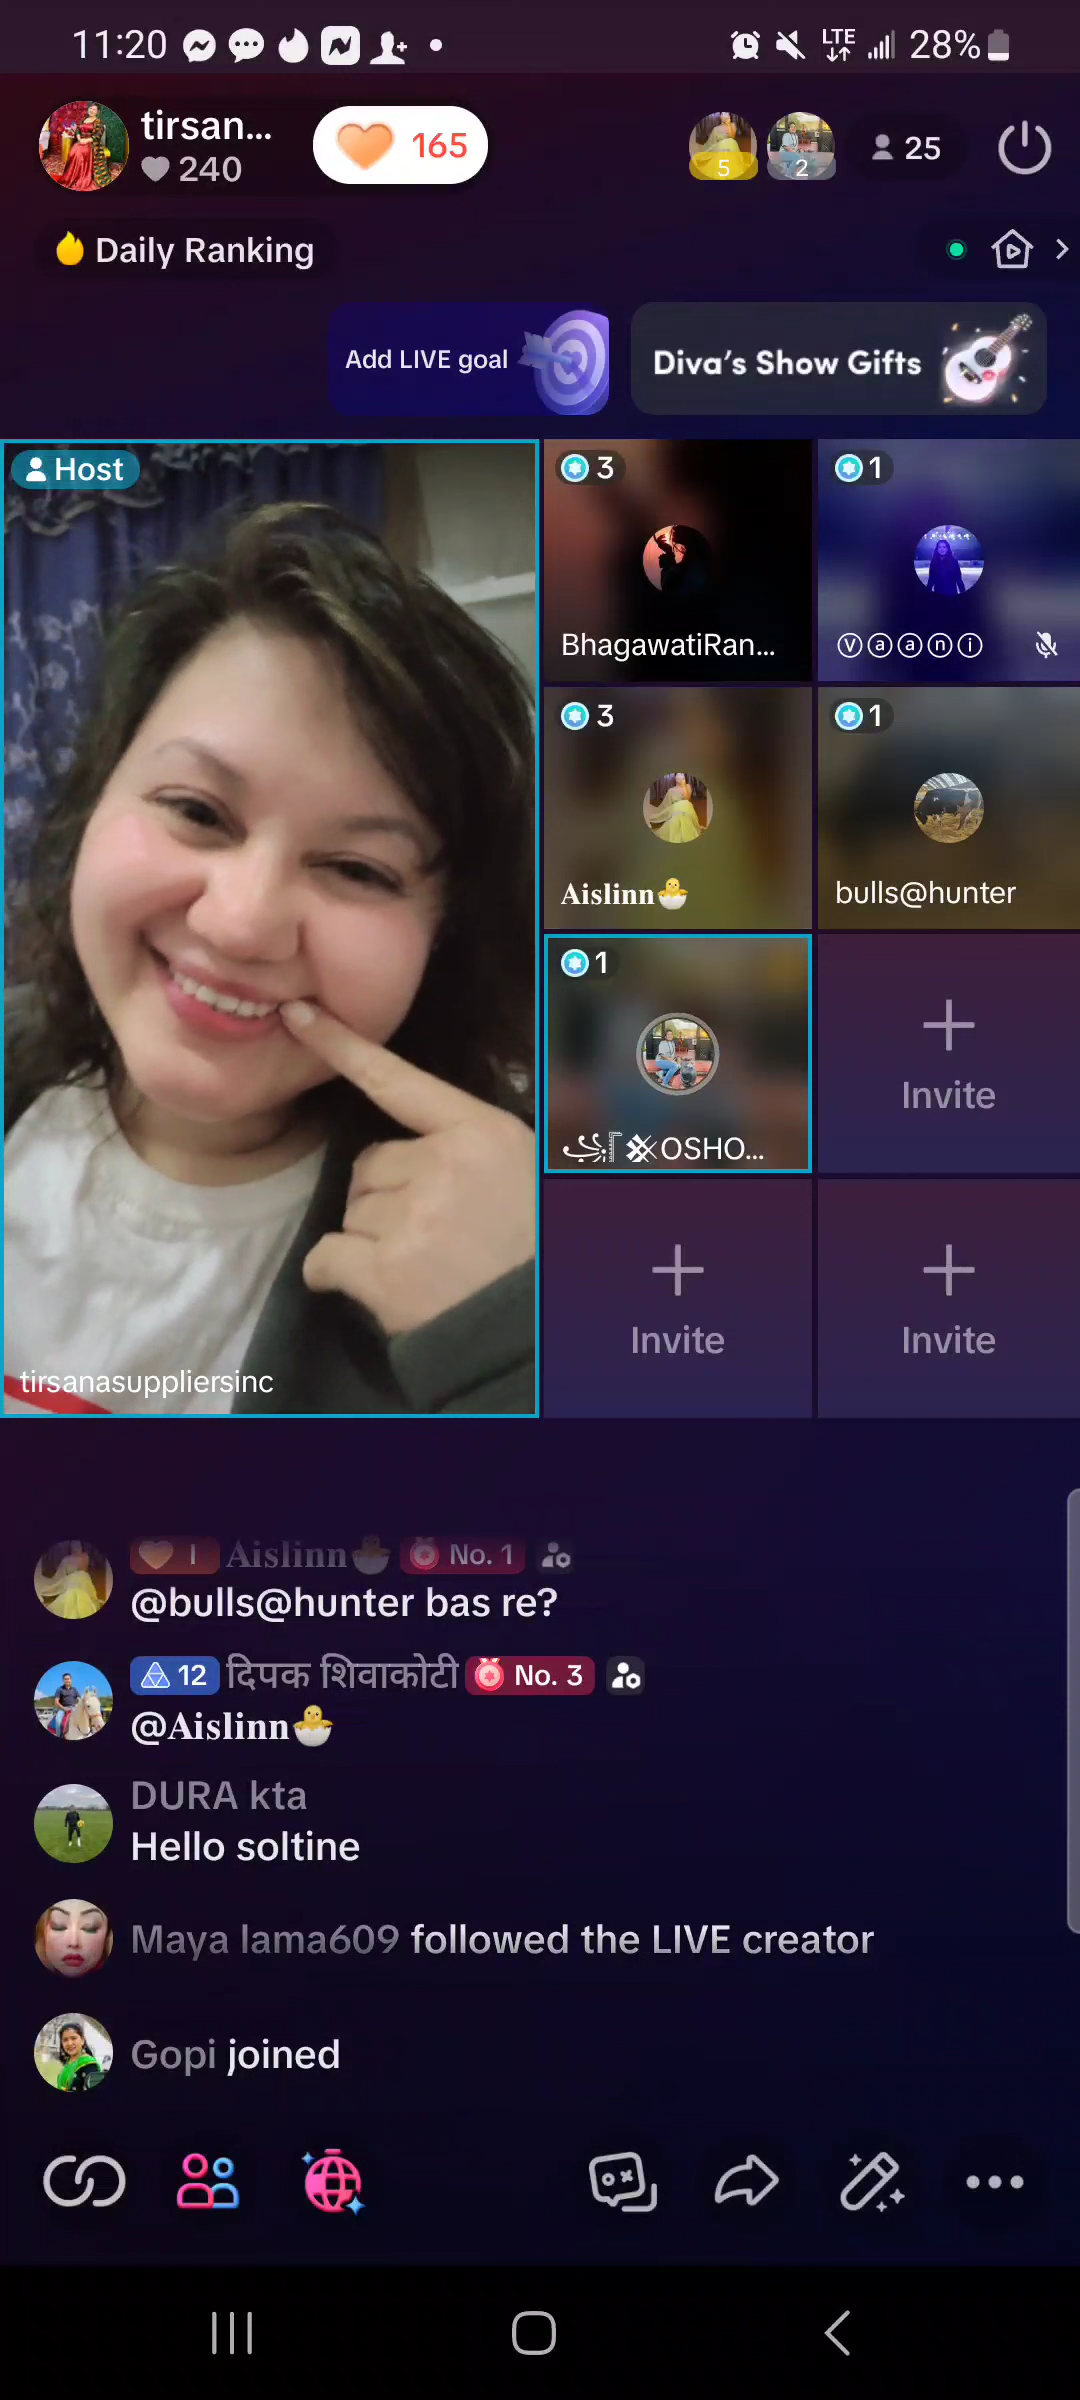 11:20
LTE
28%
tirsan...
240
165
5
2
25
Daily Ranking
Add LIVE goal
Diva's Show Gifts
Host
3
BhagawatiRan...
1
Ⓥⓐⓐⓝⓘ
3
𝐀𝐢𝐬𝐥𝐢𝐧𝐧🐣
1
bulls@hunter
1
OSHO...
Invite
Invite
Invite
tirsanasuppliersinc
I 𝐀𝐢𝐬𝐥𝐢𝐧𝐧🐣 No. 1
@bulls@hunter bas re?
12 दिपक शिवाकोटी No. 3
@𝐀𝐢𝐬𝐥𝐢𝐧𝐧🐣
DURA kta
Hello soltine
Maya lama609 followed the LIVE creator
Gopi joined